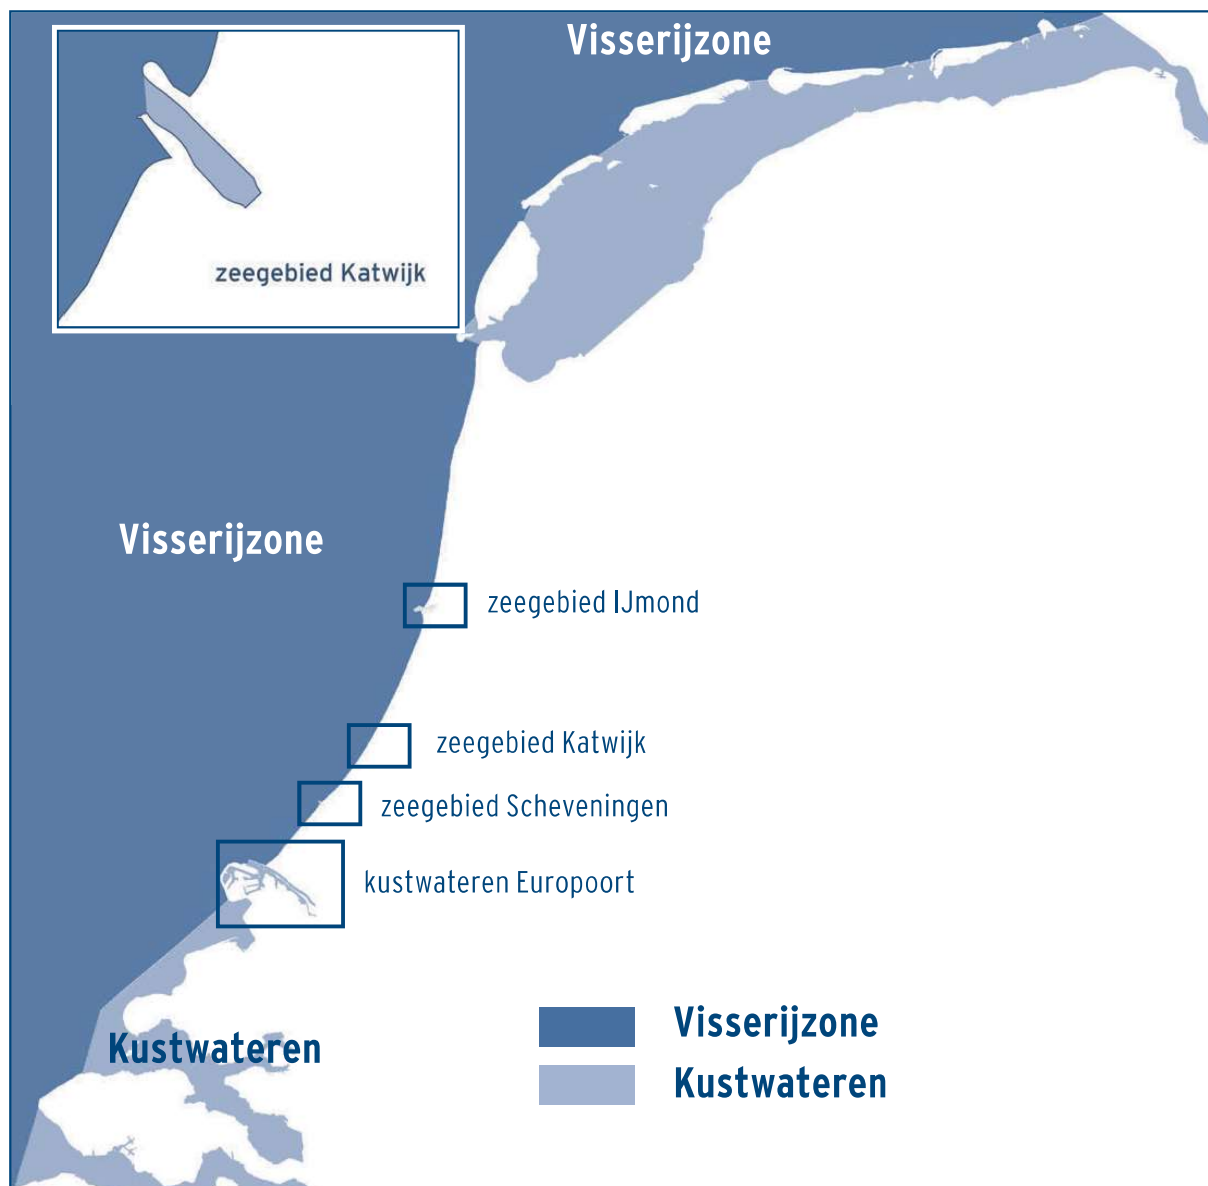 Visserijzone
zeegebied Katwijk
Visserijzone
zeegebied IJmond
zeegebied Katwijk
zeegebied Scheveningen
kustwateren Europoort
Kustwateren
Visserijzone
Kustwateren